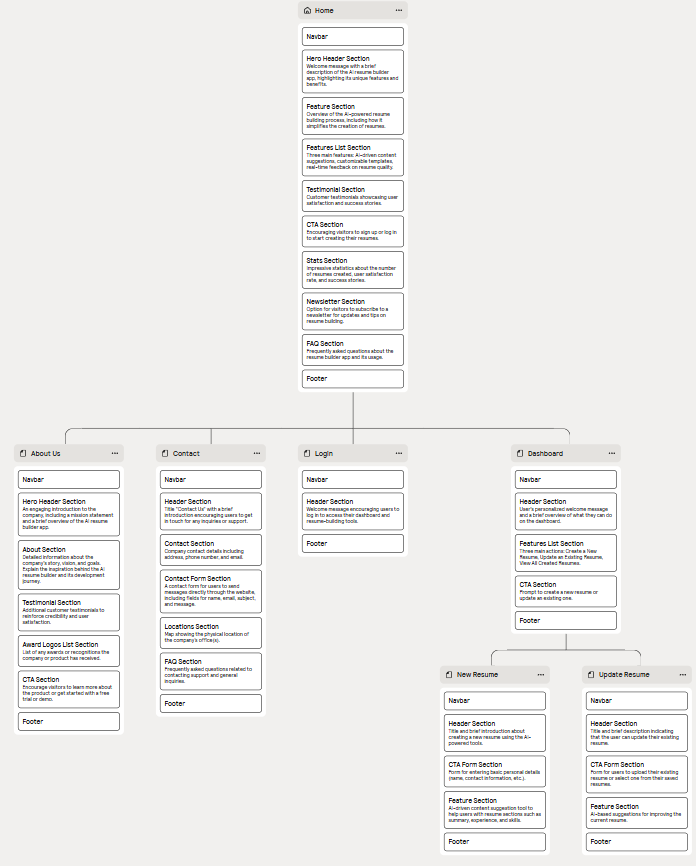 Home
Navbar
Hero Header Section
Welcome message with a brief
description of the AI resume builder
app, highlighting its unique features and
benefits.
Feature Section
Overview of the AI-powered resume
building process, including how it
simplifies the creation of resumes.
Features List Section
Three main features: AI-driven content
suggestions, customizable templates,
real-time feedback on resume quality.
Testimonial Section
Customer testimonials showcasing user
satisfaction and success stories.
CTA Section
Encouraging visitors to sign up or log in
to start creating their resumes.
Stats Section
Impressive statistics about the number
of resumes created, user satisfaction
rate, and success stories.
Newsletter Section
Option for visitors to subscribe to a
newsletter for updates and tips on
resume building.
FAQ Section
Frequently asked questions about the
resume builder app and its usage.
Footer
About Us
Navbar
Hero Header Section
An engaging introduction to the
company, including a mission statement
and a brief overview of the AI resume
builder app.
About Section
Detailed information about the
company's story, vision, and goals.
Explain the inspiration behind the AI
resume builder and its development
journey.
Testimonial Section
Additional customer testimonials to
reinforce credibility and user
satisfaction.
Award Logos List Section
List of any awards or recognitions the
company or product has received.
CTA Section
Encourage visitors to learn more about
the product or get started with a free
trial or demo.
Footer
Contact
Navbar
Header Section
Title "Contact Us" with a brief
introduction encouraging users to get
in touch for any inquiries or support.
Contact Section
Company contact details including
address, phone number, and email.
Contact Form Section
A contact form for users to send
messages directly through the website,
including fields for name, email, subject,
and message.
Locations Section
Map showing the physical location of
the company's office(s).
FAQ Section
Frequently asked questions related to
contacting support and general
inquiries.
Footer
Login
Navbar
Header Section
Welcome message encouraging users to
log in to access their dashboard and
resume-building tools.
Footer
Dashboard
Navbar
Header Section
User's personalized welcome message
and a brief overview of what they can do
on the dashboard.
Features List Section
Three main actions: Create a New
Resume, Update an Existing Resume,
View All Created Resumes.
CTA Section
Prompt to create a new resume or
update an existing one.
Footer
New Resume
Navbar
Header Section
Title and brief introduction about
creating a new resume using the AI-
powered tools.
CTA Form Section
Form for entering basic personal details
(name, contact information, etc.).
Feature Section
AI-driven content suggestion tool to
help users with resume sections such as
summary, experience, and skills.
Footer
Update Resume
Navbar
Header Section
Title and brief description indicating
that the user can update their existing
resume.
CTA Form Section
Form for users to upload their existing
resume or select one from their saved
resumes.
Feature Section
AI-based suggestions for improving the
current resume.
Footer